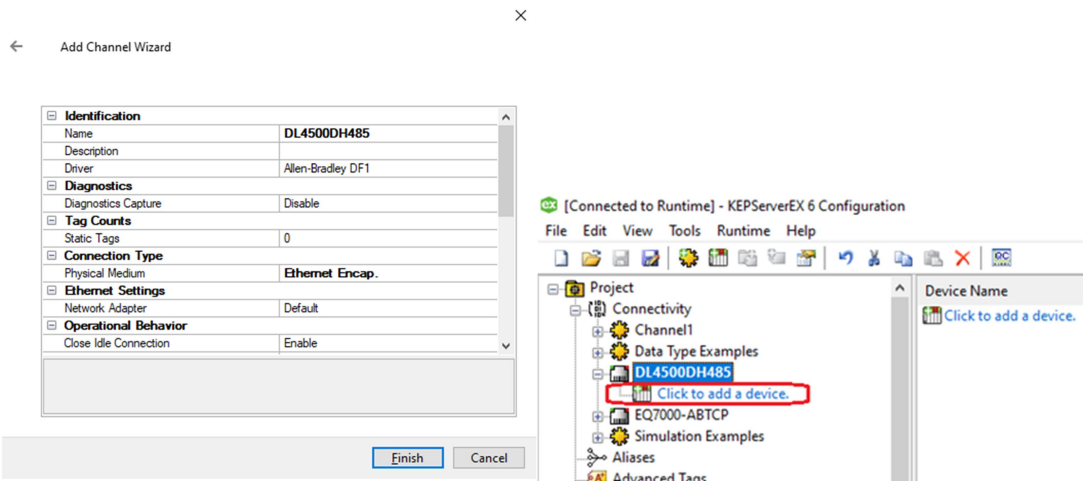 Add Channel Wizard
Identification
Name DL4500DH485
Description
Driver Allen-Bradley DF1
Diagnostics
Diagnostics Capture Disable
Tag Counts
Static Tags 0
Connection Type
Physical Medium Ethernet Encap.
Ethernet Settings
Network Adapter Default
Operational Behavior
Close Idle Connection Enable
Finish Cancel
[Connected to Runtime] - KEPServerEX 6 Configuration
File Edit View Tools Runtime Help
QC
Project
Connectivity
Channel1
Data Type Examples
DL4500DH485
Click to add a device.
EQ7000-ABTCP
Simulation Examples
Aliases
Advanced Tags
Device Name
Click to add a device.